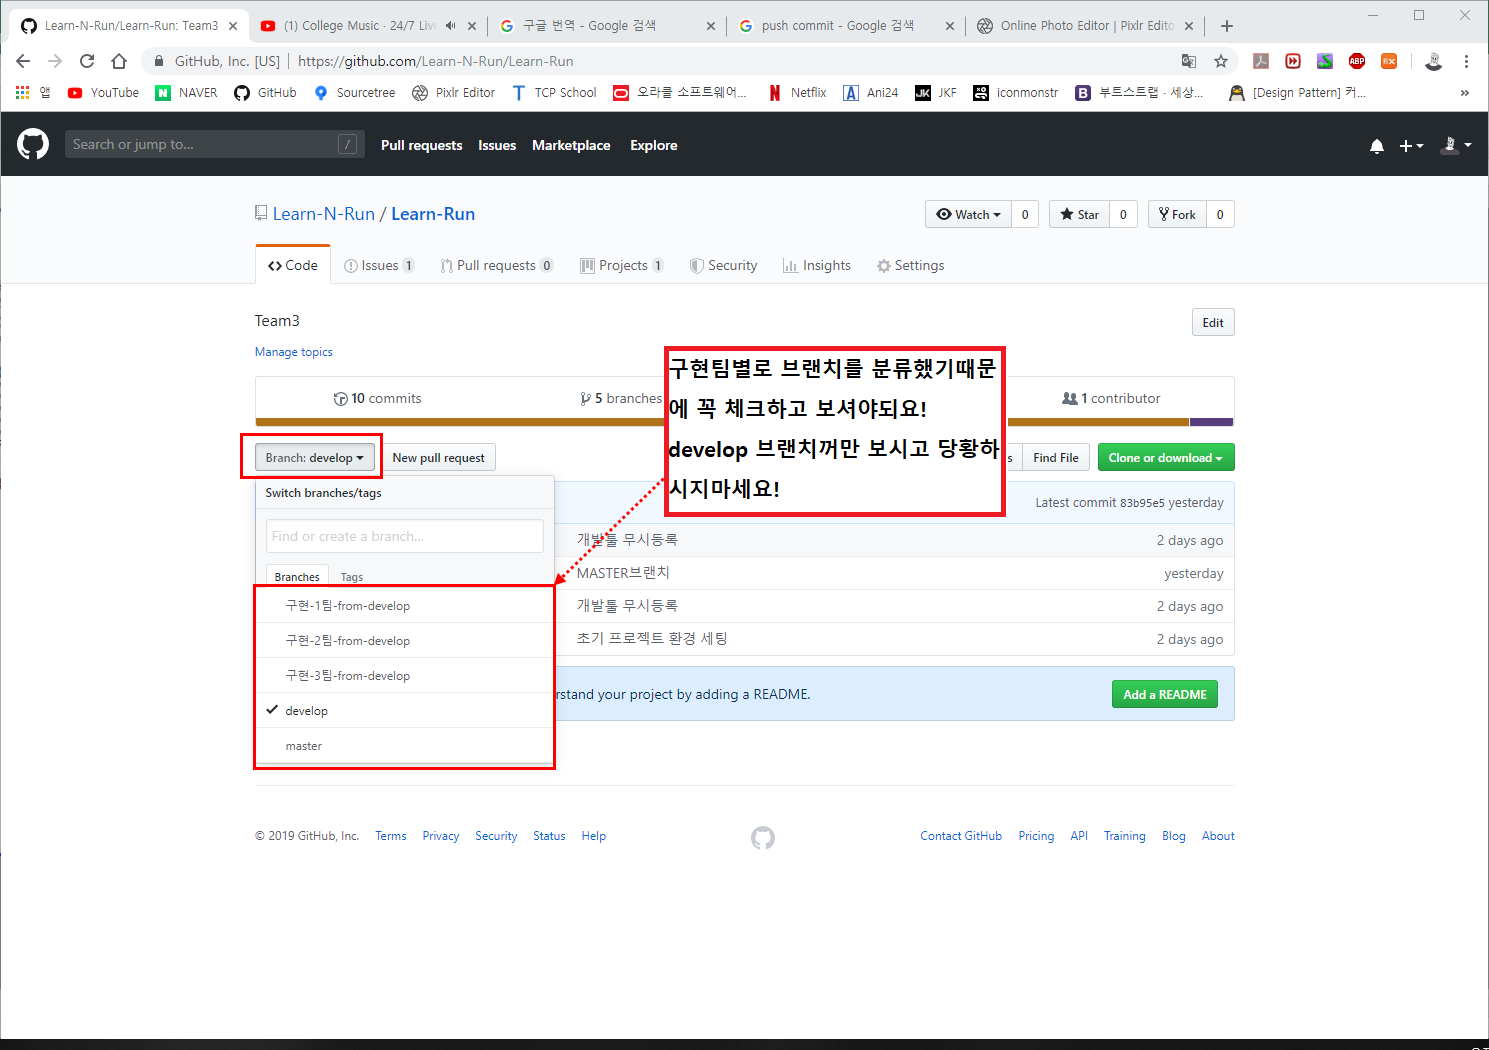 Learn-N-Run/Learn-Run: Team3
(1) College Music · 24/7 Liv
구글 번역 - Google 검색
push commit - Google 검색
Online Photo Editor | Pixlr Edito
GitHub, Inc. [US] | https://github.com/Learn-N-Run/Learn-Run
앱 YouTube NAVER GitHub Sourcetree Pixlr Editor TCP School 오라클 소프트웨어... Netflix Ani24 JKF iconmonstr 부트스트랩 · 세상... [Design Pattern] 커... »
Search or jump to... / Pull requests Issues Marketplace Explore
Learn-N-Run / Learn-Run
Watch 0 Star 0 Fork 0
Code Issues 1 Pull requests 0 Projects 1 Security Insights Settings
Team3 Edit
Manage topics
10 commits 5 branches 1 contributor
구현팀별로 브랜치를 분류했기때문
에 꼭 체크하고 보셔야되요!
develop 브랜치꺼만 보시고 당황하
시지마세요!
Branch: develop New pull request s Find File Clone or download
Switch branches/tags
Latest commit 83b95e5 yesterday
Find or create a branch...
Branches Tags
구현-1팀-from-develop
구현-2팀-from-develop
구현-3팀-from-develop
develop
master
개발툴 무시등록 2 days ago
MASTER브랜치 yesterday
개발툴 무시등록 2 days ago
초기 프로젝트 환경 세팅 2 days ago
rstand your project by adding a README. Add a README
© 2019 GitHub, Inc. Terms Privacy Security Status Help Contact GitHub Pricing API Training Blog About